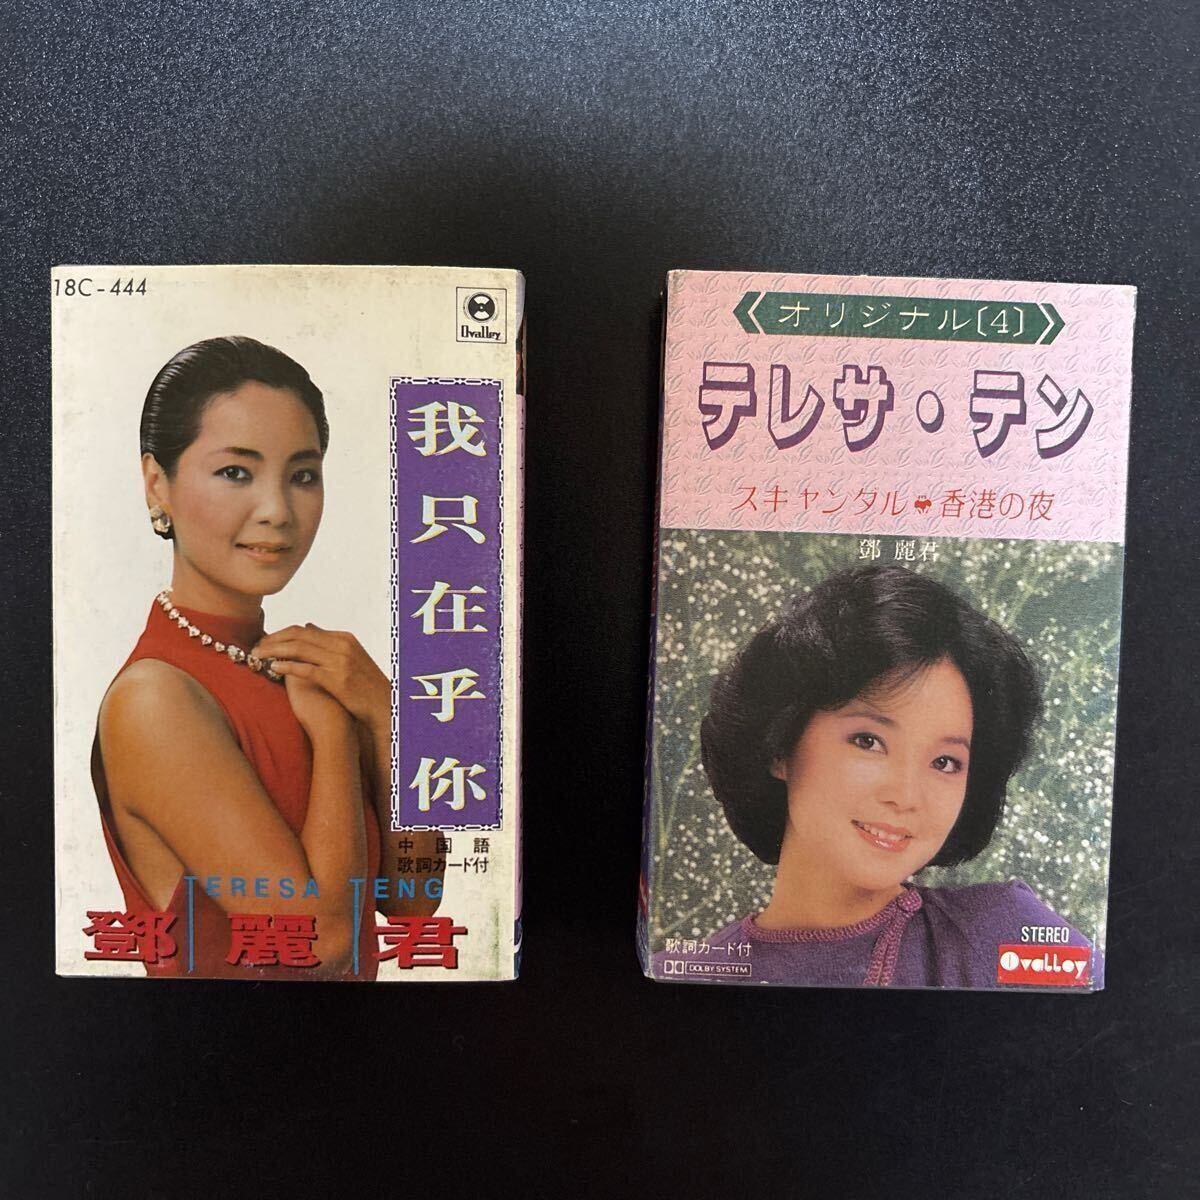 18C-444
Ovalley
我只在乎你
中国語
歌詞カード付
TERESA TENG
鄧麗君
オリジナル〔4〕
テレサ・テン
スキャンダル 香港の夜
鄧麗君
歌詞カード付
DOLBY SYSTEM
STEREO
Ovalley